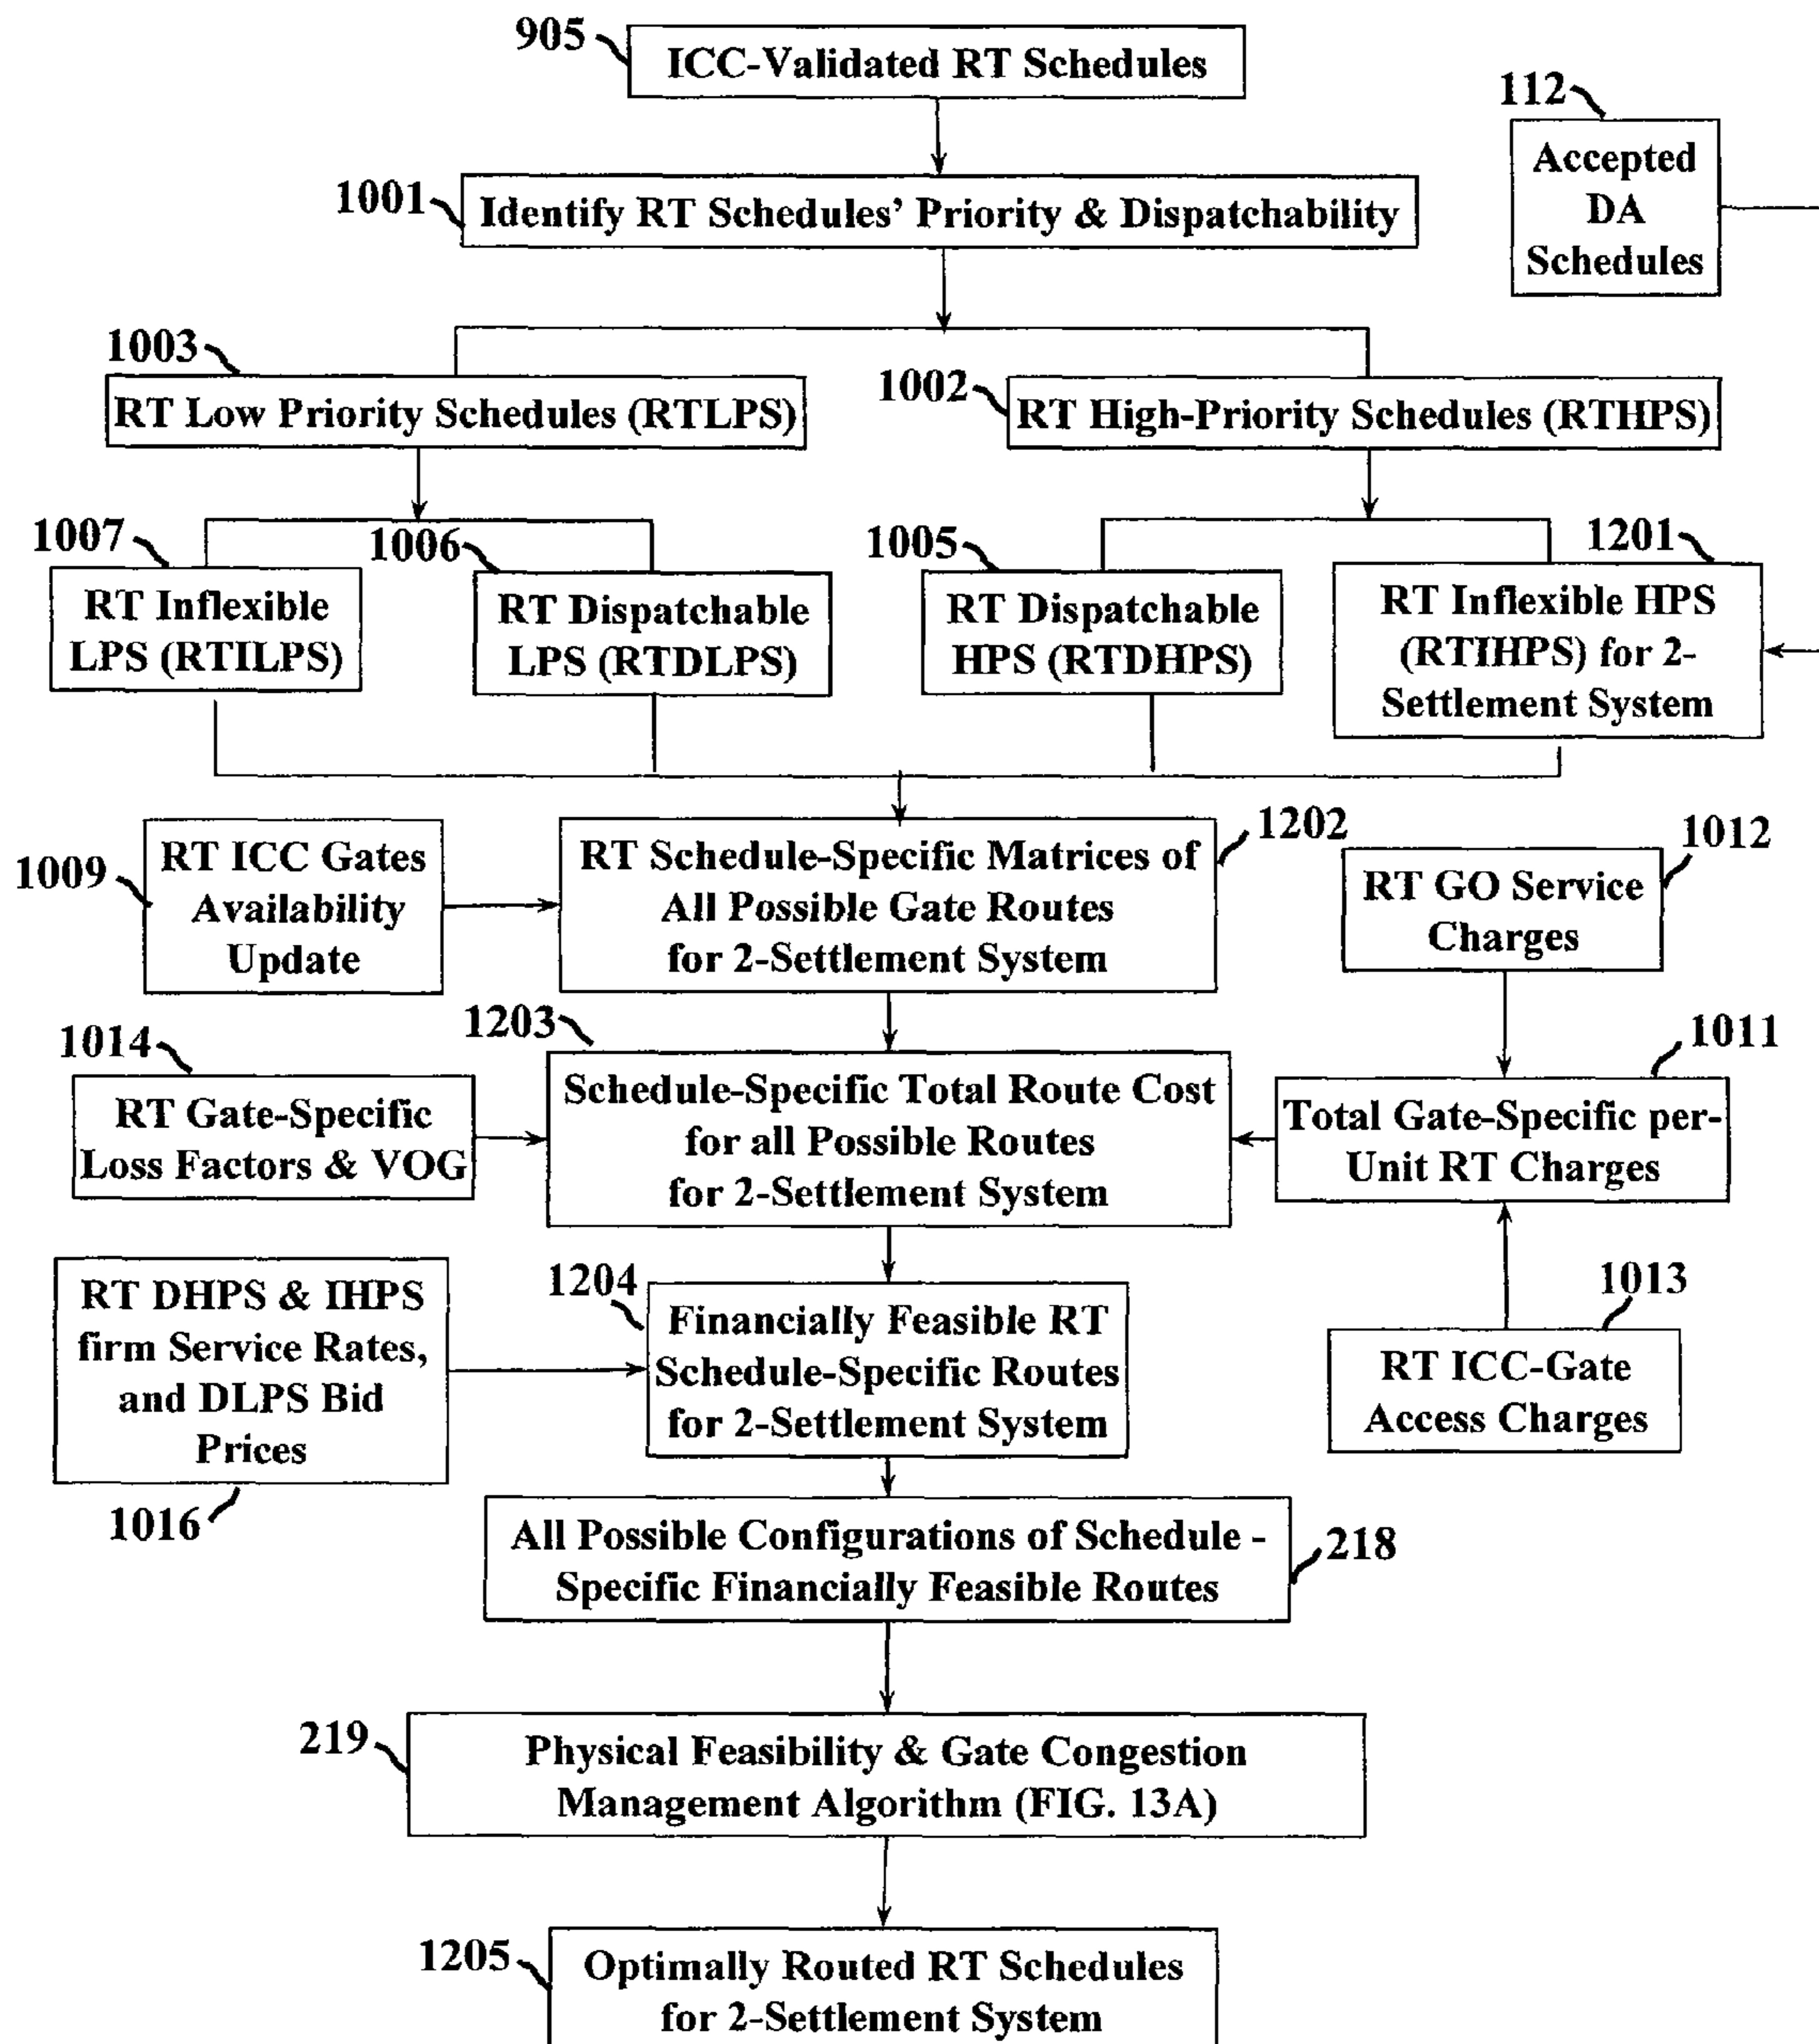 905
ICC-Validated RT Schedules
112
Accepted
DA
Schedules
1001
Identify RT Schedules' Priority & Dispatchability
1003
RT Low Priority Schedules (RTLPS)
1002
RT High-Priority Schedules (RTHPS)
1007
RT Inflexible
LPS (RTILPS)
1006
RT Dispatchable
LPS (RTDLPS)
1005
RT Dispatchable
HPS (RTDHPS)
1201
RT Inflexible HPS
(RTIHPS) for 2-
Settlement System
1009
RT ICC Gates
Availability
Update
1202
RT Schedule-Specific Matrices of
All Possible Gate Routes
for 2-Settlement System
1012
RT GO Service
Charges
1014
RT Gate-Specific
Loss Factors & VOG
1203
Schedule-Specific Total Route Cost
for all Possible Routes
for 2-Settlement System
1011
Total Gate-Specific per-
Unit RT Charges
1016
RT DHPS & IHPS
firm Service Rates,
and DLPS Bid
Prices
1204
Financially Feasible RT
Schedule-Specific Routes
for 2-Settlement System
1013
RT ICC-Gate
Access Charges
218
All Possible Configurations of Schedule -
Specific Financially Feasible Routes
219
Physical Feasibility & Gate Congestion
Management Algorithm (FIG. 13A)
1205
Optimally Routed RT Schedules
for 2-Settlement System